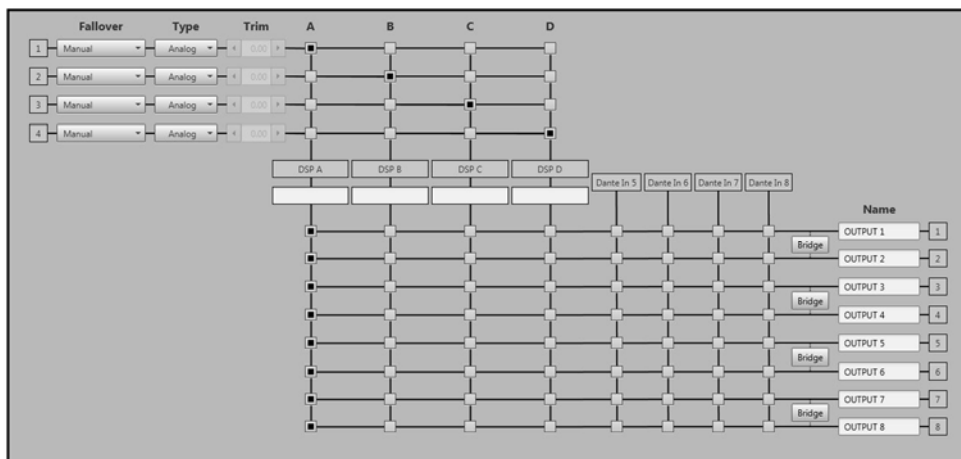 Fallover Type Trim A B C D
1 Manual Analog 0.00
2 Manual Analog 0.00
3 Manual Analog 0.00
4 Manual Analog 0.00
DSP A DSP B DSP C DSP D
Dante In 5 Dante In 6 Dante In 7 Dante In 8
Name
OUTPUT 1 1
Bridge
OUTPUT 2 2
OUTPUT 3 3
Bridge
OUTPUT 4 4
OUTPUT 5 5
Bridge
OUTPUT 6 6
OUTPUT 7 7
Bridge
OUTPUT 8 8